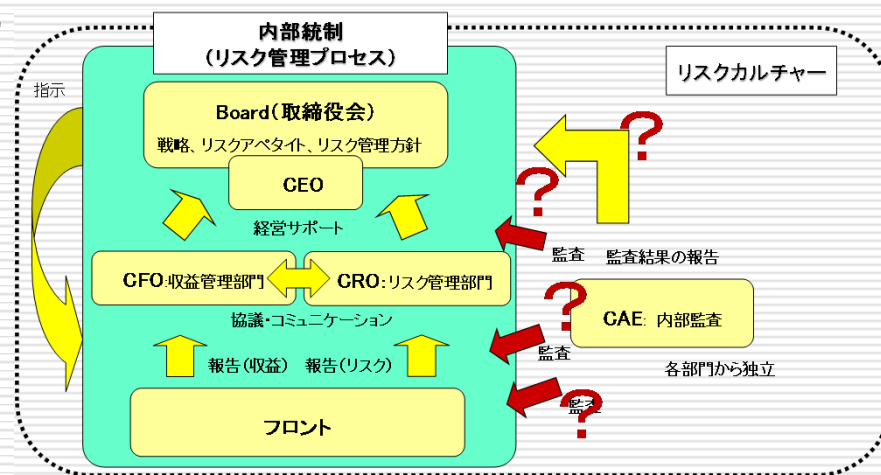 内部統制
(リスク管理プロセス)
リスクカルチャー
指示
Board(取締役会)
戦略、リスクアペタイト、リスク管理方針
CEO
経営サポート
?
?
監査
監査結果の報告
CFO:収益管理部門
CRO:リスク管理部門
協議・コミュニケーション
?
CAE: 内部監査
監査
各部門から独立
報告(収益)
報告(リスク)
監査
?
フロント